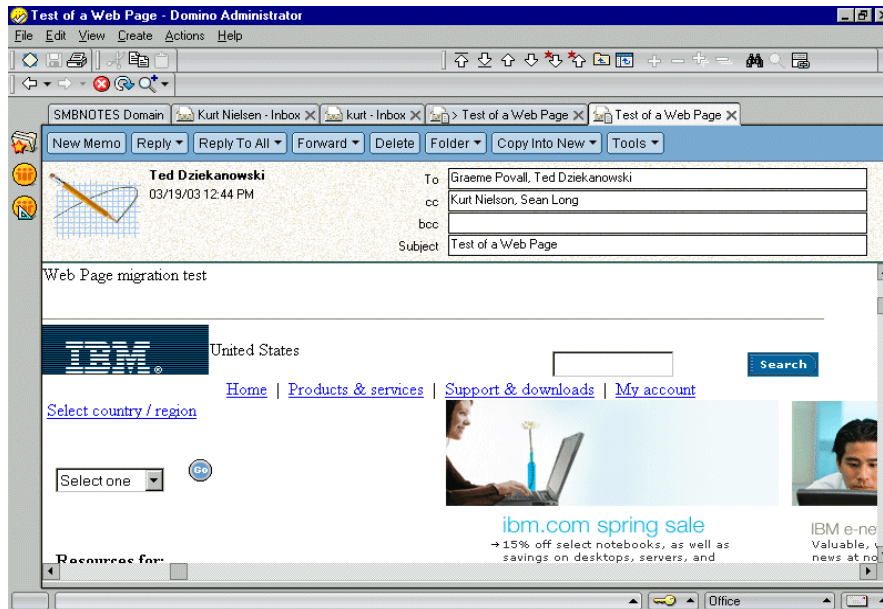 Test of a Web Page - Domino Administrator
File Edit View Create Actions Help
SMBNOTES Domain Kurt Nielsen - Inbox kurt - Inbox > Test of a Web Page Test of a Web Page
New Memo Reply Reply To All Forward Delete Folder Copy Into New Tools
Ted Dziekanowski
03/19/03 12:44 PM
To Graeme Povall, Ted Dziekanowski
cc Kurt Nielson, Sean Long
bcc
Subject Test of a Web Page
Web Page migration test
IBM®
United States
Search
Home | Products & services | Support & downloads | My account
Select country / region
Select one
Go
ibm.com spring sale
→ 15% off select notebooks, as well as
savings on desktops, servers, and
IBM e-ne
Valuable,
news at no
Resources for:
Office